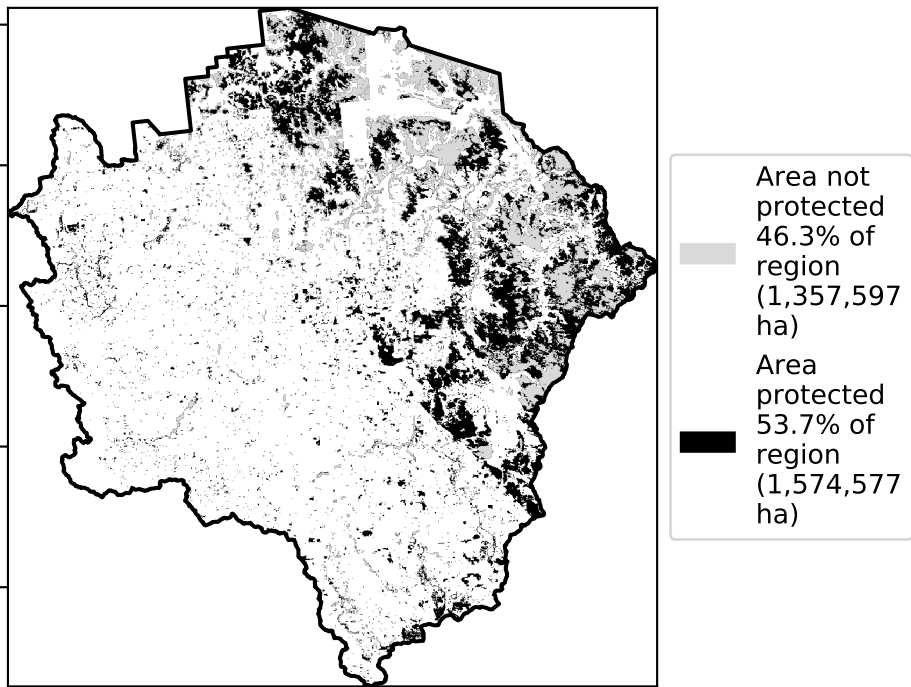 Area not
protected
46.3% of
region
(1,357,597
ha)
Area
protected
53.7% of
region
(1,574,577
ha)